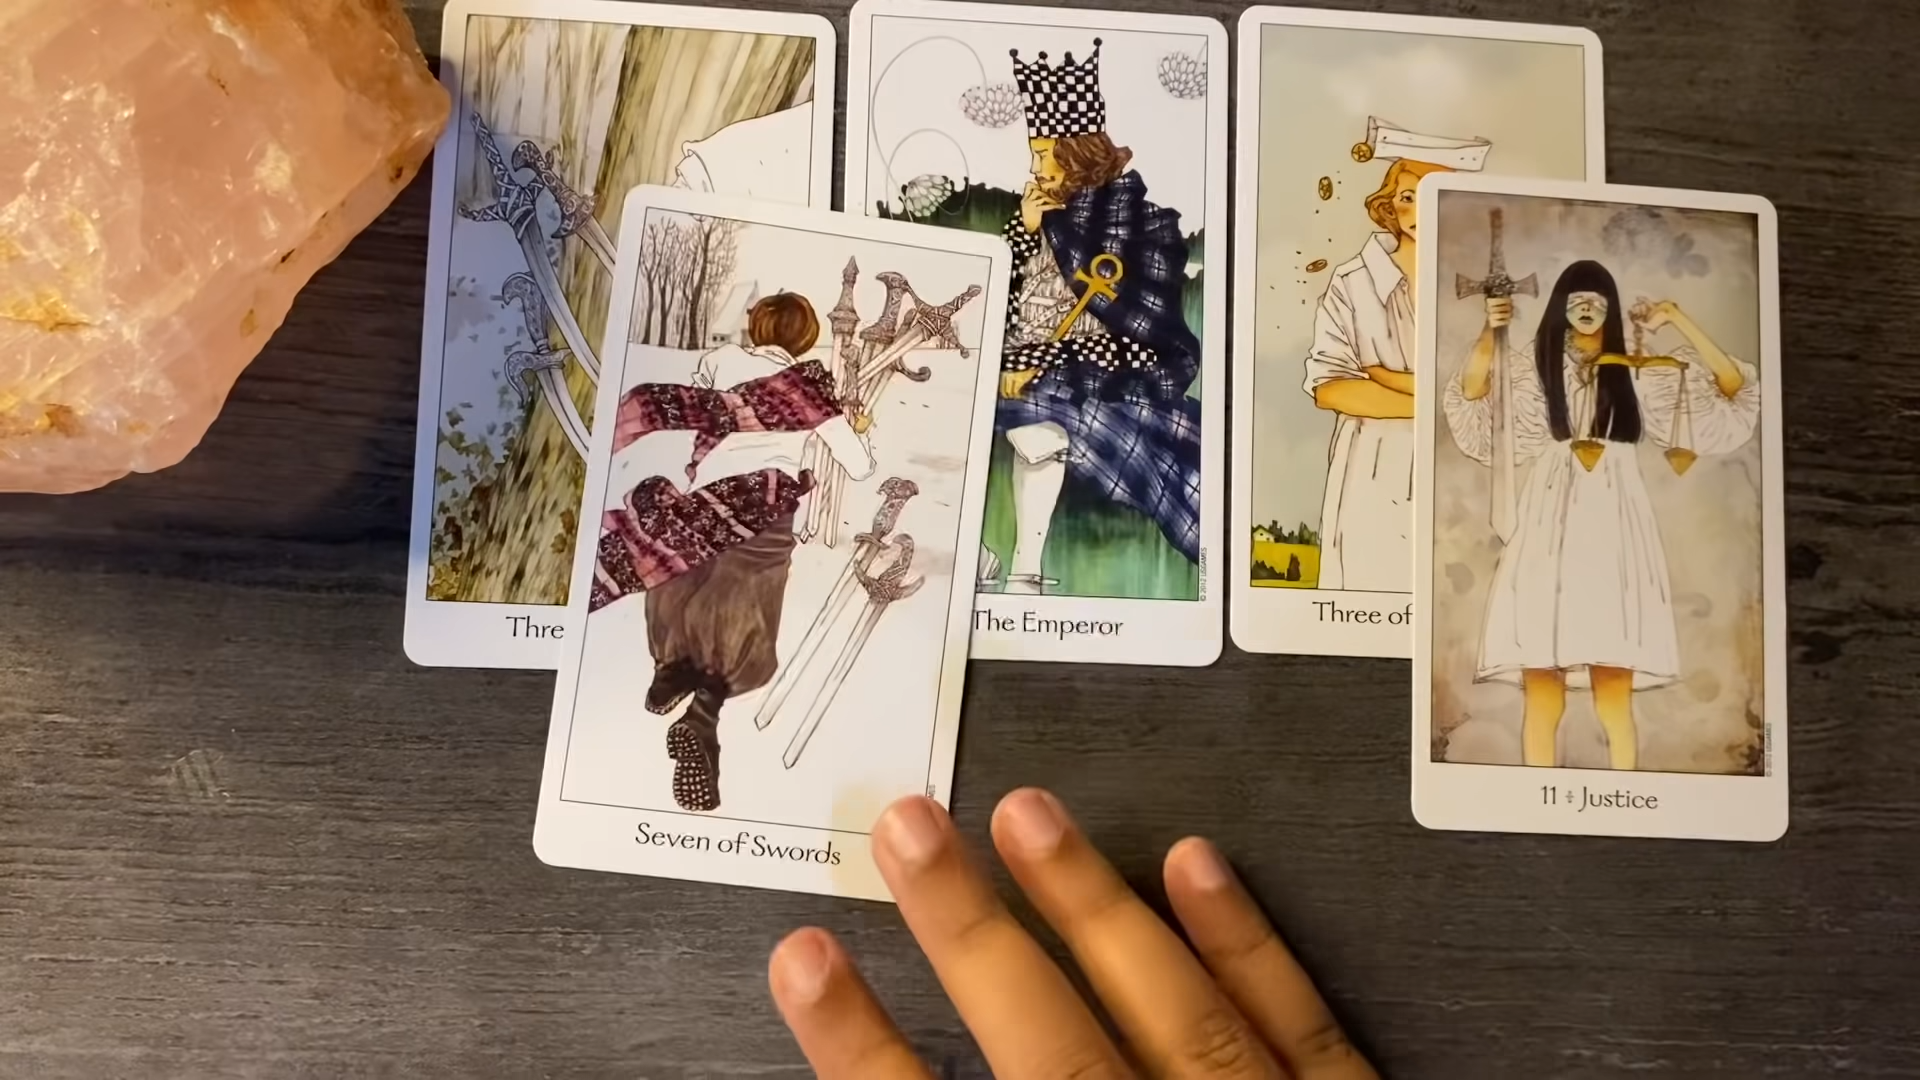 Thre
The Emperor
Three of
Seven of Swords
11 ÷ Justice